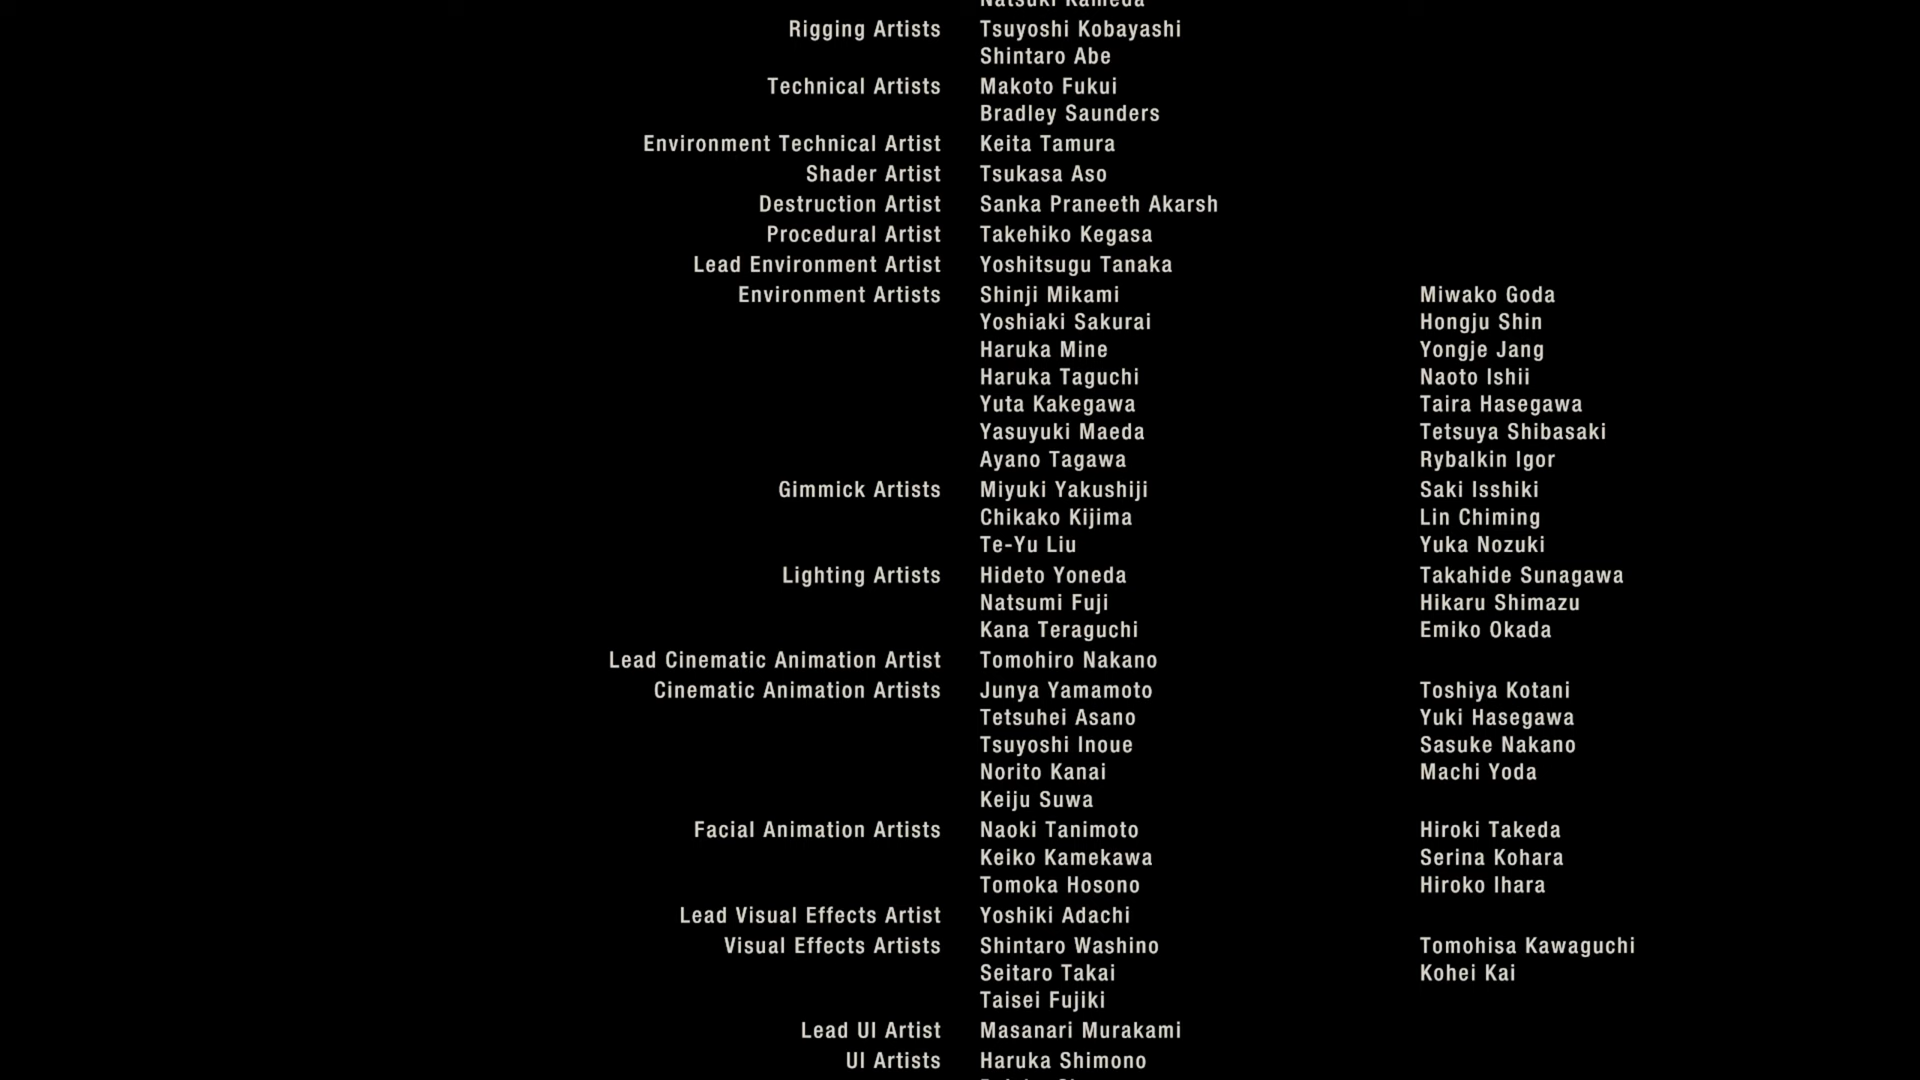 Natsuki Kameda
Rigging Artists Tsuyoshi Kobayashi
Shintaro Abe
Technical Artists Makoto Fukui
Bradley Saunders
Environment Technical Artist Keita Tamura
Shader Artist Tsukasa Aso
Destruction Artist Sanka Praneeth Akarsh
Procedural Artist Takehiko Kegasa
Lead Environment Artist Yoshitsugu Tanaka
Environment Artists Shinji Mikami Miwako Goda
Yoshiaki Sakurai Hongju Shin
Haruka Mine Yongje Jang
Haruka Taguchi Naoto Ishii
Yuta Kakegawa Taira Hasegawa
Yasuyuki Maeda Tetsuya Shibasaki
Ayano Tagawa Rybalkin Igor
Gimmick Artists Miyuki Yakushiji Saki Isshiki
Chikako Kijima Lin Chiming
Te-Yu Liu Yuka Nozuki
Lighting Artists Hideto Yoneda Takahide Sunagawa
Natsumi Fuji Hikaru Shimazu
Kana Teraguchi Emiko Okada
Lead Cinematic Animation Artist Tomohiro Nakano
Cinematic Animation Artists Junya Yamamoto Toshiya Kotani
Tetsuhei Asano Yuki Hasegawa
Tsuyoshi Inoue Sasuke Nakano
Norito Kanai Machi Yoda
Keiju Suwa
Facial Animation Artists Naoki Tanimoto Hiroki Takeda
Keiko Kamekawa Serina Kohara
Tomoka Hosono Hiroko Ihara
Lead Visual Effects Artist Yoshiki Adachi
Visual Effects Artists Shintaro Washino Tomohisa Kawaguchi
Seitaro Takai Kohei Kai
Taisei Fujiki
Lead UI Artist Masanari Murakami
UI Artists Haruka Shimono